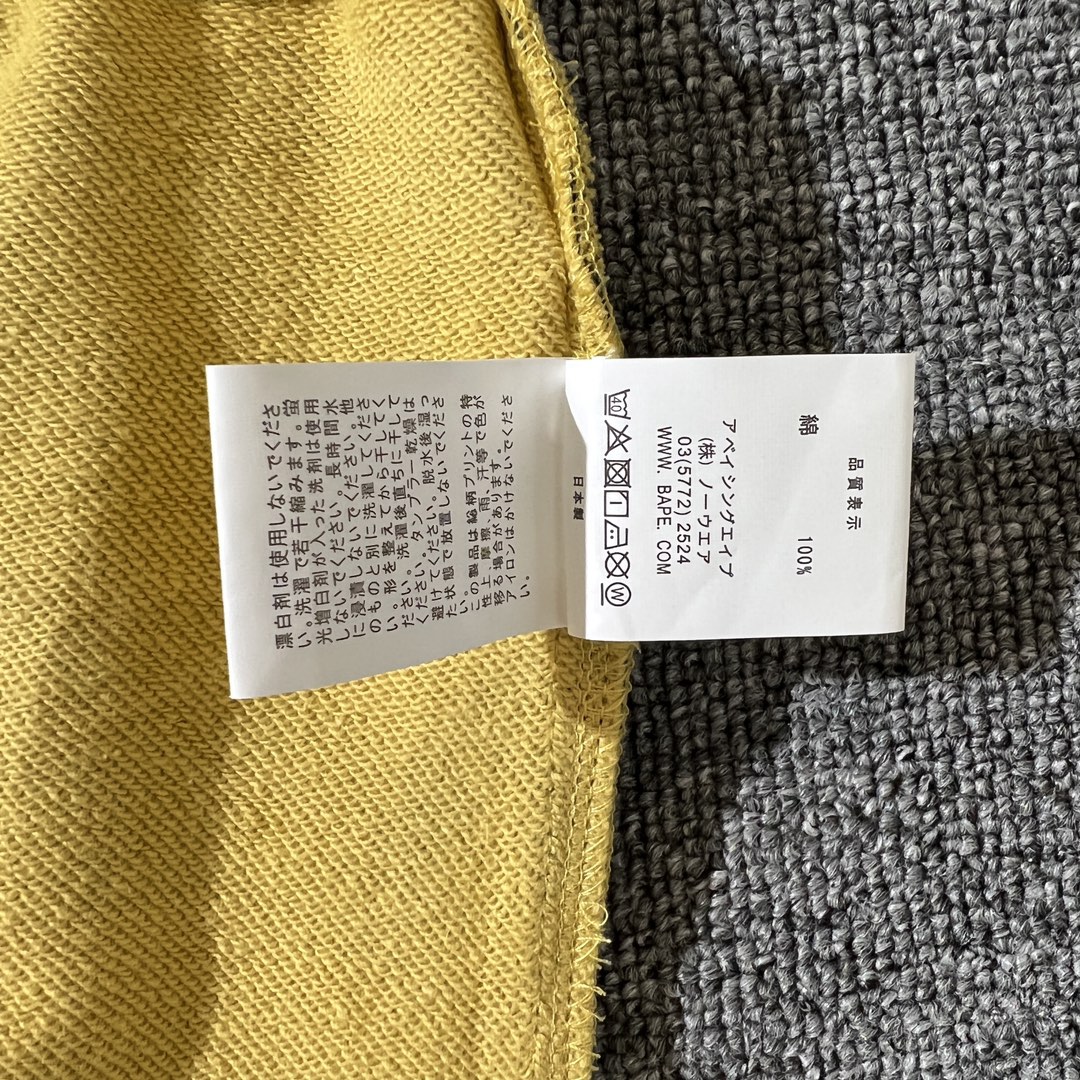 品質表示
綿 100%
アベイシングエイプ
(株)ノーウエア
03(5772)2524
WWW. BAPE. COM
40
W
日本
漂白剤は使用しないでくださ
い。洗濯で若干縮みます。蛍
光増白剤が入った洗剤は使用
しないでください。長時間水
に浸漬しないでください。他
のものと別に洗濯してくださ
い。形を整えてから干してく
ださい。洗濯後直ちに干して
ください。タンブラー乾燥は
避けてください。脱水後湿っ
た状態で放置しないでくださ
この製品は総柄プリントの特
性上、摩擦、雨、汗等で色が
移る場合があります。
アイロンはかけないでくださ
い。